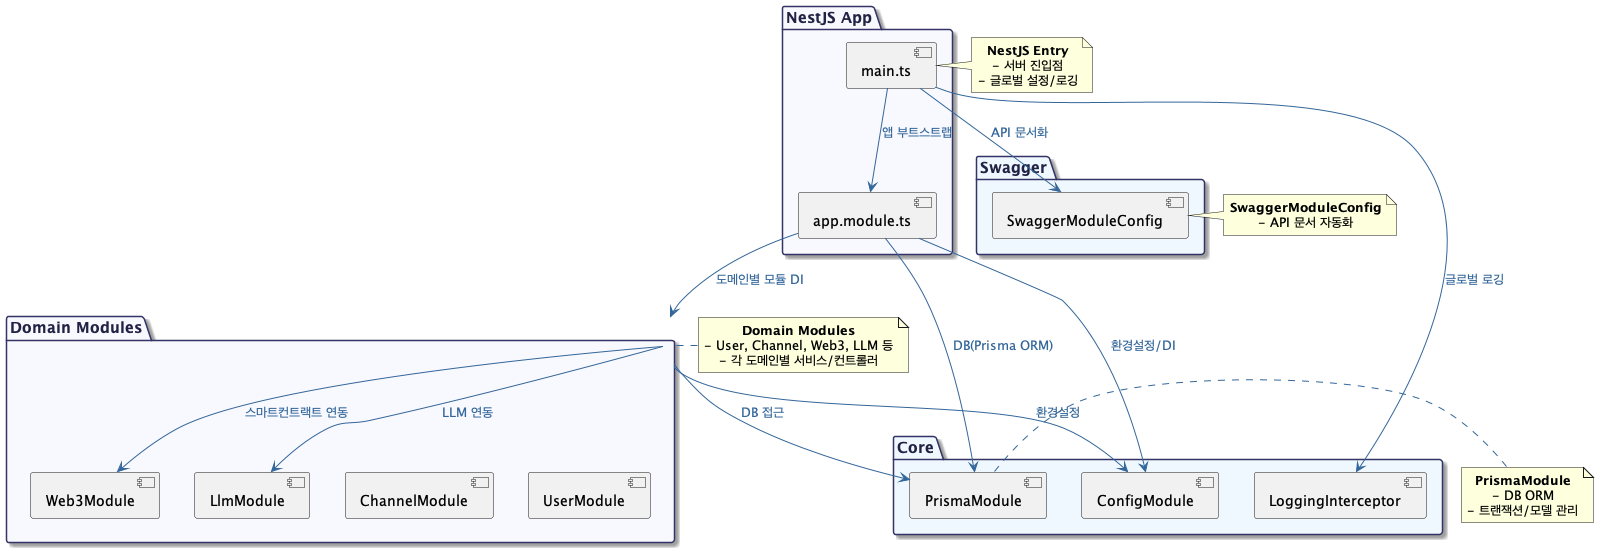 NestJS App
main.ts
NestJS Entry
– 서버 진입점
– 글로벌 설정/로깅
앱 부트스트랩
API 문서화
Swagger
app.module.ts
SwaggerModuleConfig
SwaggerModuleConfig
– API 문서 자동화
도메인별 모듈 DI
글로벌 로깅
Domain Modules
Domain Modules
– User, Channel, Web3, LLM 등
– 각 도메인별 서비스/컨트롤러
DB(Prisma ORM)
환경설정/DI
스마트컨트랙트 연동
LLM 연동
DB 접근
환경설정
Core
Web3Module
LlmModule
ChannelModule
UserModule
PrismaModule
ConfigModule
LoggingInterceptor
PrismaModule
– DB ORM
– 트랜잭션/모델 관리